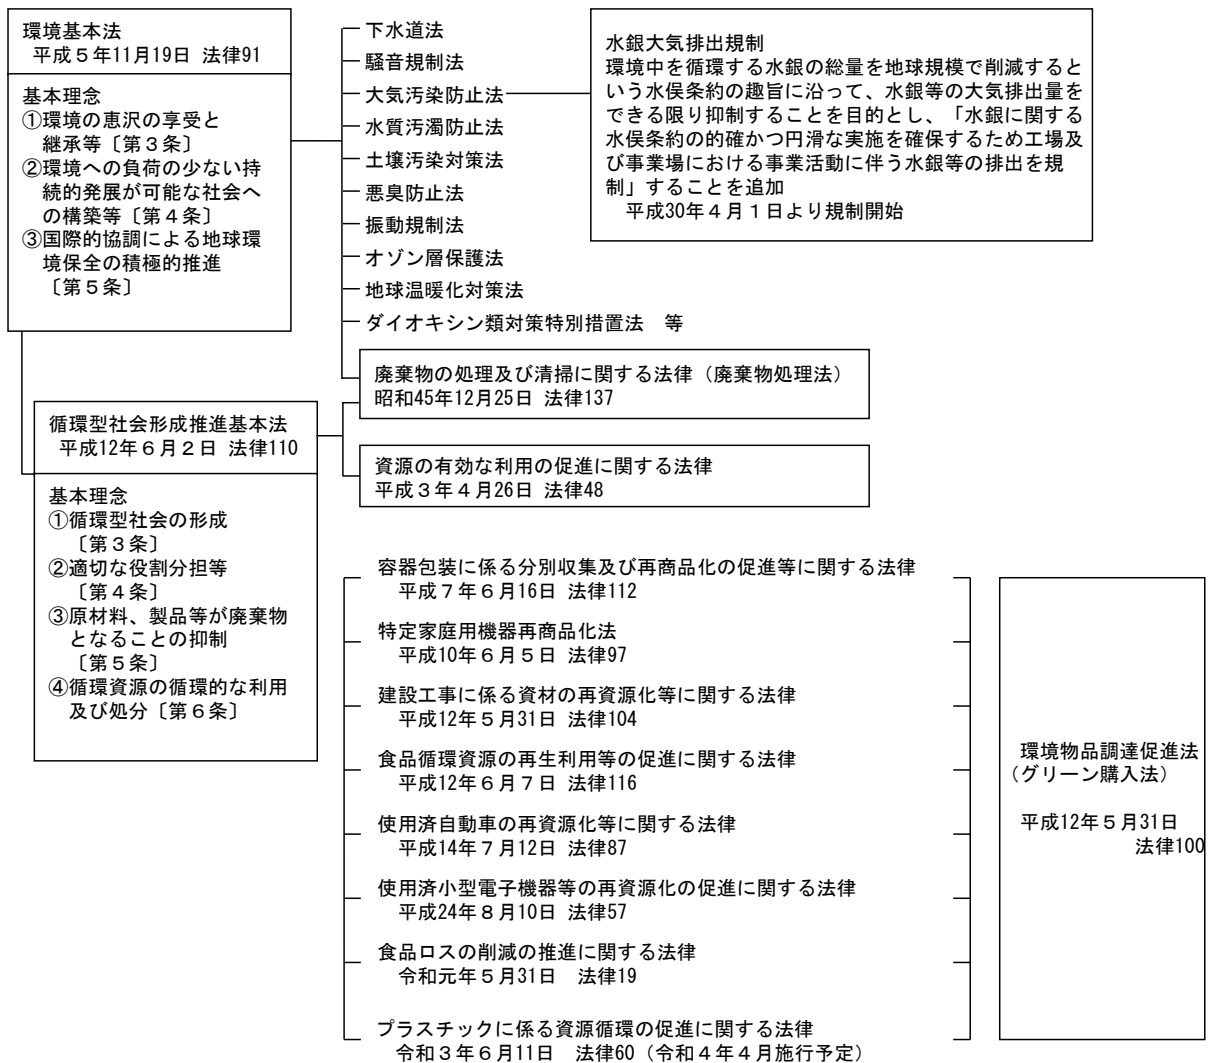 環境基本法
平成５年11月19日 法律91
基本理念
①環境の恵沢の享受と
継承等〔第３条〕
②環境への負荷の少ない持
続的発展が可能な社会へ
の構築等〔第４条〕
③国際的協調による地球環
境保全の積極的推進
〔第５条〕
下水道法
騒音規制法
大気汚染防止法
水質汚濁防止法
土壌汚染対策法
悪臭防止法
振動規制法
オゾン層保護法
地球温暖化対策法
ダイオキシン類対策特別措置法　等
水銀大気排出規制
環境中を循環する水銀の総量を地球規模で削減すると
いう水俣条約の趣旨に沿って、水銀等の大気排出量を
できる限り抑制することを目的とし、「水銀に関する
水俣条約の的確かつ円滑な実施を確保するため工場及
び事業場における事業活動に伴う水銀等の排出を規
制」することを追加
平成30年４月１日より規制開始
廃棄物の処理及び清掃に関する法律（廃棄物処理法）
昭和45年12月25日 法律137
循環型社会形成推進基本法
平成12年６月２日 法律110
資源の有効な利用の促進に関する法律
平成３年４月26日 法律48
基本理念
①循環型社会の形成
〔第３条〕
②適切な役割分担等
〔第４条〕
③原材料、製品等が廃棄物
となることの抑制
〔第５条〕
④循環資源の循環的な利用
及び処分〔第６条〕
容器包装に係る分別収集及び再商品化の促進等に関する法律
平成７年６月16日 法律112
特定家庭用機器再商品化法
平成10年６月５日 法律97
建設工事に係る資材の再資源化等に関する法律
平成12年５月31日 法律104
食品循環資源の再生利用等の促進に関する法律
平成12年６月７日 法律116
使用済自動車の再資源化等に関する法律
平成14年７月12日 法律87
使用済小型電子機器等の再資源化の促進に関する法律
平成24年８月10日 法律57
食品ロスの削減の推進に関する法律
令和元年５月31日　法律19
プラスチックに係る資源循環の促進に関する法律
令和３年６月11日　法律60（令和４年４月施行予定）
環境物品調達促進法
（グリーン購入法）
平成12年５月31日
法律100